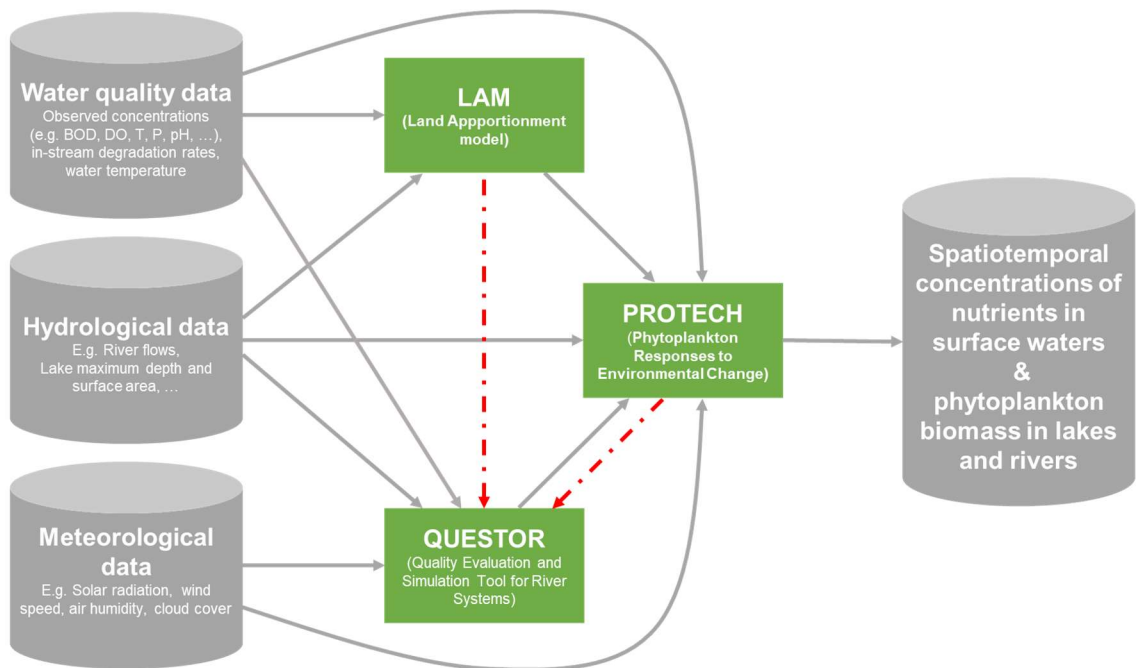 Water quality data
Observed concentrations
(e.g. BOD, DO, T, P, pH, ...),
in-stream degradation rates,
water temperature
LAM
(Land Appportionment
model)
Hydrological data
E.g. River flows,
Lake maximum depth and
surface area, ...
PROTECH
(Phytoplankton
Responses to
Environmental Change)
Spatiotemporal
concentrations of
nutrients in
surface waters
&
phytoplankton
biomass in lakes
and rivers
Meteorological
data
E.g. Solar radiation, wind
speed, air humidity, cloud cover
QUESTOR
(Quality Evaluation and
Simulation Tool for River
Systems)